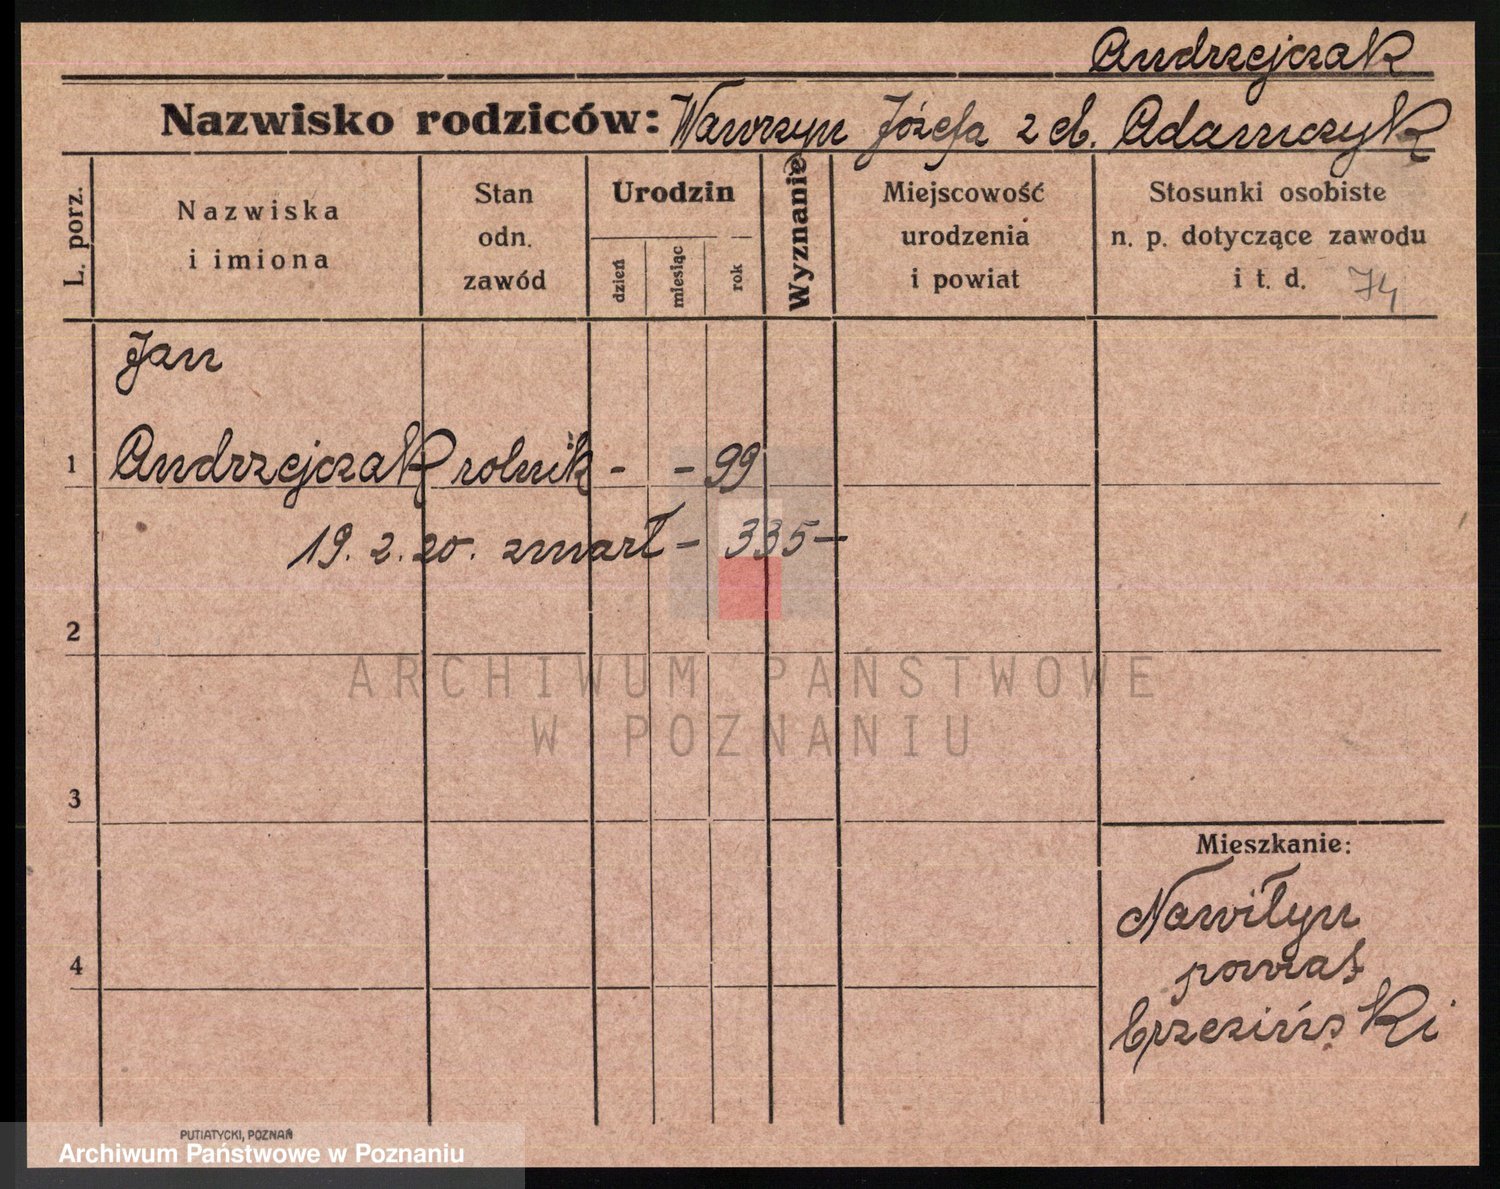 Andrzejczak
Nazwisko rodziców: Wawrzyn Józefa z d. Adamczyk
L. porz.
Nazwiska
i imiona
Stan
odn.
zawód
Urodzin
dzień
miesiąc
rok
Wyznanie
Miejscowość
urodzenia
i powiat
Stosunki osobiste
n. p. dotyczące zawodu
i t. d. 74
Jan
1 Andrzejczak rolnik - - 99
19. 2. 20. zmarł - 335 -
2
ARCHIWUM PAŃSTWOWE
W POZNANIU
3
Mieszkanie:
4
powiat
brzeziński
PUTIATYCKI, POZNAŃ
Archiwum Państwowe w Poznaniu